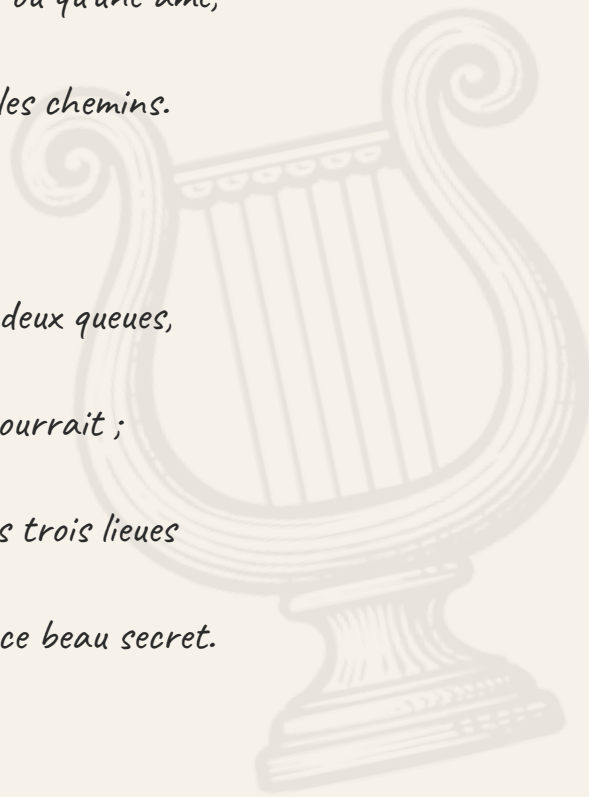 ou qu'une âme,
les chemins.
deux queues,
ourrait ;
s trois lieues
ce beau secret.